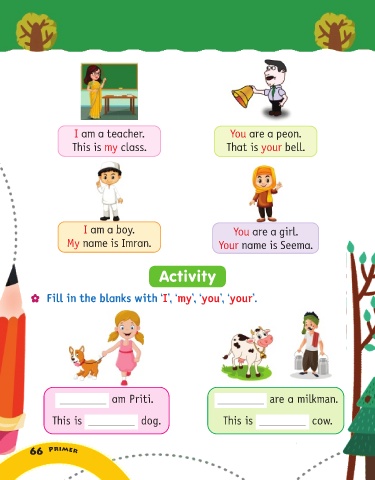 I am a teacher.
This is my class.
You are a peon.
That is your bell.
I am a boy.
My name is Imran.
You are a girl.
Your name is Seema.
Activity
Fill in the blanks with 'I', 'my', 'you', 'your'.
________ am Priti.
This is ________ dog.
________ are a milkman.
This is ________ cow.
66 PRIMER